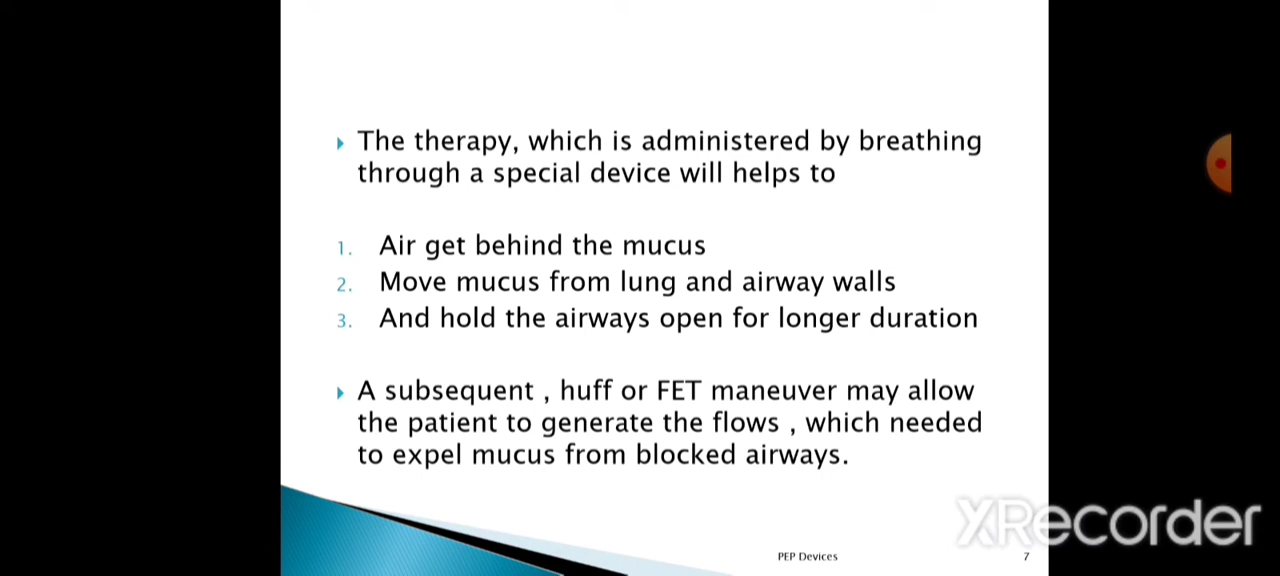 The therapy, which is administered by breathing
through a special device will helps to
1. Air get behind the mucus
2. Move mucus from lung and airway walls
3. And hold the airways open for longer duration
A subsequent , huff or FET maneuver may allow
the patient to generate the flows , which needed
to expel mucus from blocked airways.
XRecorder
PEP Devices 7